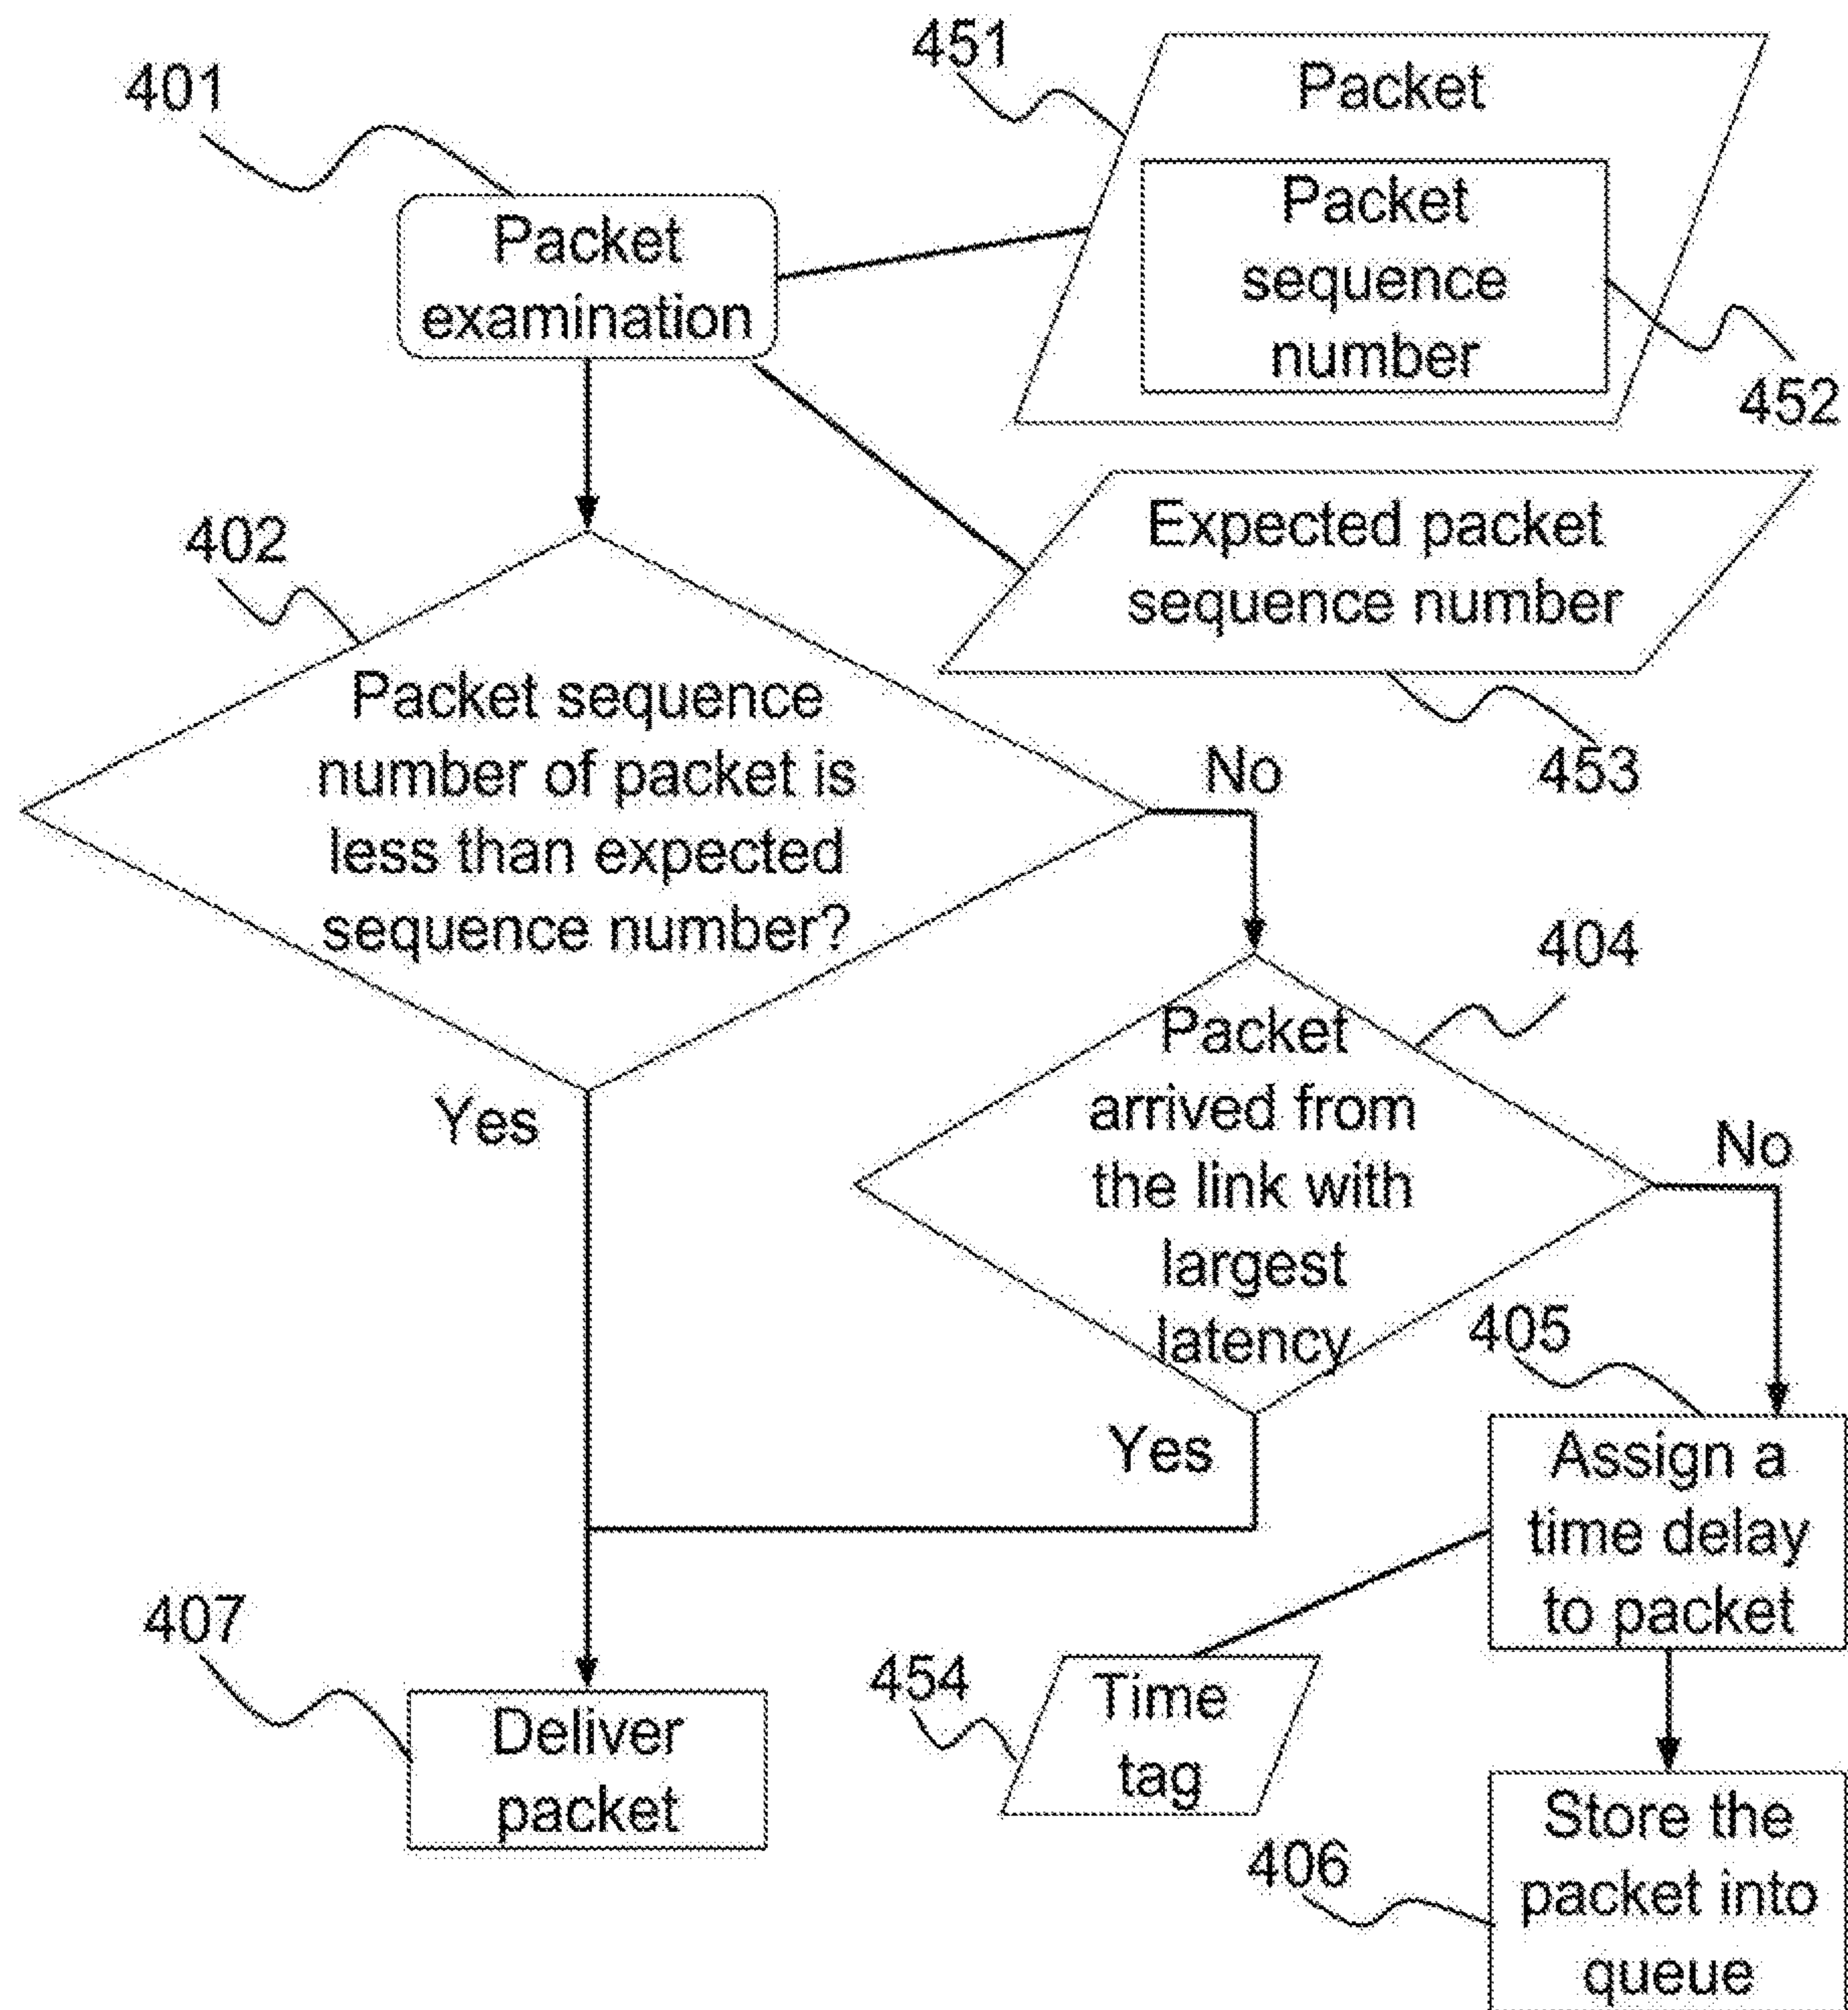 451
401
Packet
Packet
examination
Packet
sequence
number
452
402
Expected packet
sequence number
453
Packet sequence
number of packet is
less than expected
sequence number?
No
404
Packet
arrived from
the link with
largest
latency
Yes
No
405
Yes
Assign a
time delay
to packet
407
454
Time
tag
Deliver
packet
406
Store the
packet into
queue